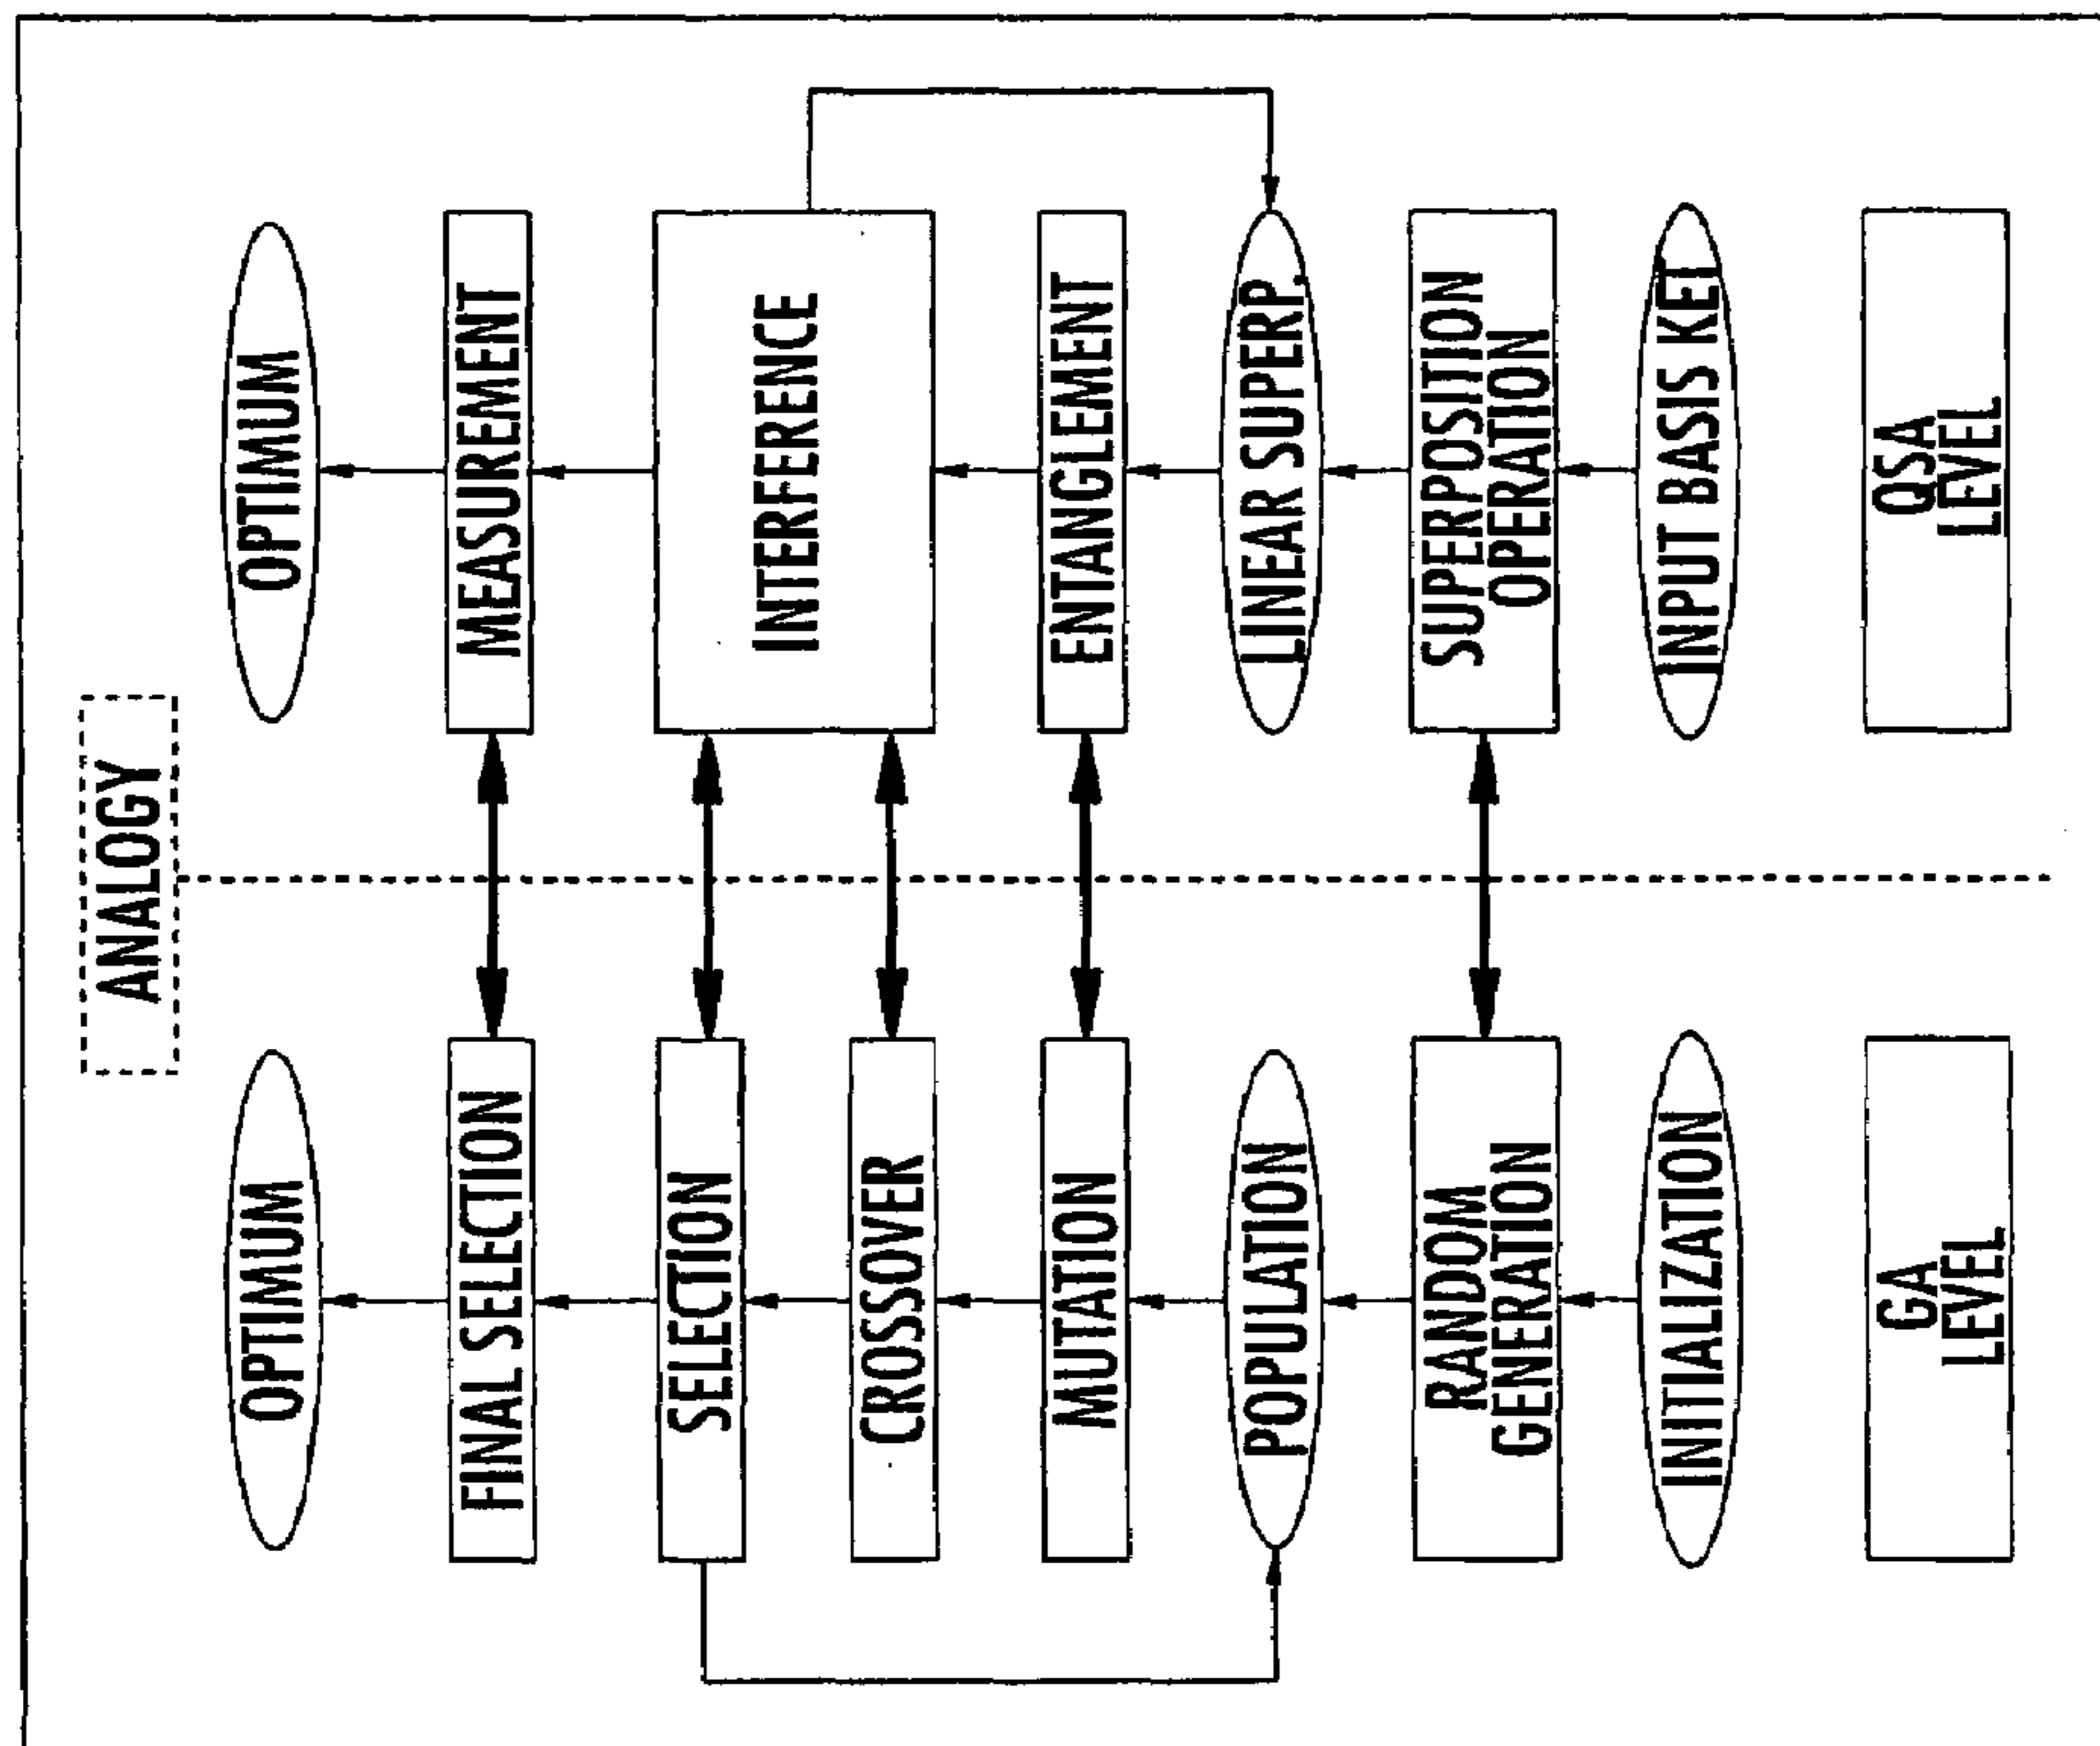 ANALOGY
OPTIMUM
OPTIMUM
FINAL SELECTION
MEASUREMENT
SELECTION
INTERFERENCE
CROSSOVER
MUTATION
ENTANGLEMENT
POPULATION
LINEAR SUPERP.
RANDOM
GENERATION
SUPERPOSITION
OPERATION
INITIALIZATION
INPUT BASIS KET
GA
LEVEL
QSA
LEVEL